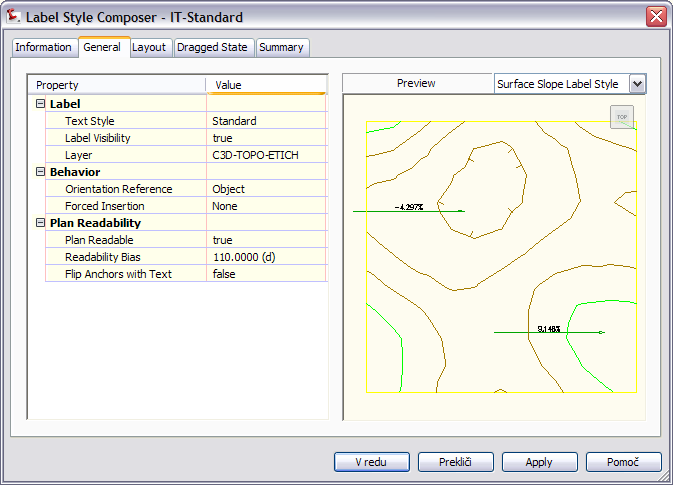 Label Style Composer - IT-Standard
Information General Layout Dragged State Summary
Property Value
Label
Text Style Standard
Label Visibility true
Layer C3D-TOPO-ETICH
Behavior
Orientation Reference Object
Forced Insertion None
Plan Readability
Plan Readable true
Readability Bias 110.0000 (d)
Flip Anchors with Text false
Preview Surface Slope Label Style
TOP
-4.297%
9.148%
V redu Prekliči Apply Pomoč